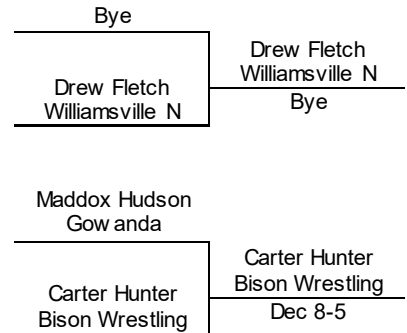 Bye
Drew Fletch
Williamsville N
Drew Fletch
Williamsville N
Bye
Maddox Hudson
Gowanda
Carter Hunter
Bison Wrestling
Carter Hunter
Bison Wrestling
Dec 8-5